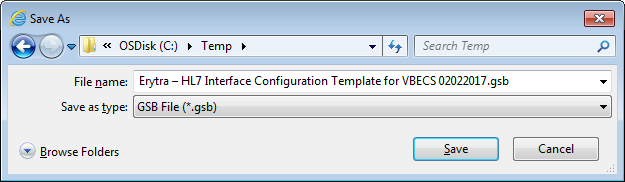 Save As
« OSDisk (C:) ▸ Temp ▸ Search Temp
File name: Erytra – HL7 Interface Configuration Template for VBECS 02022017.gsb
Save as type: GSB File (*.gsb)
Browse Folders Save Cancel